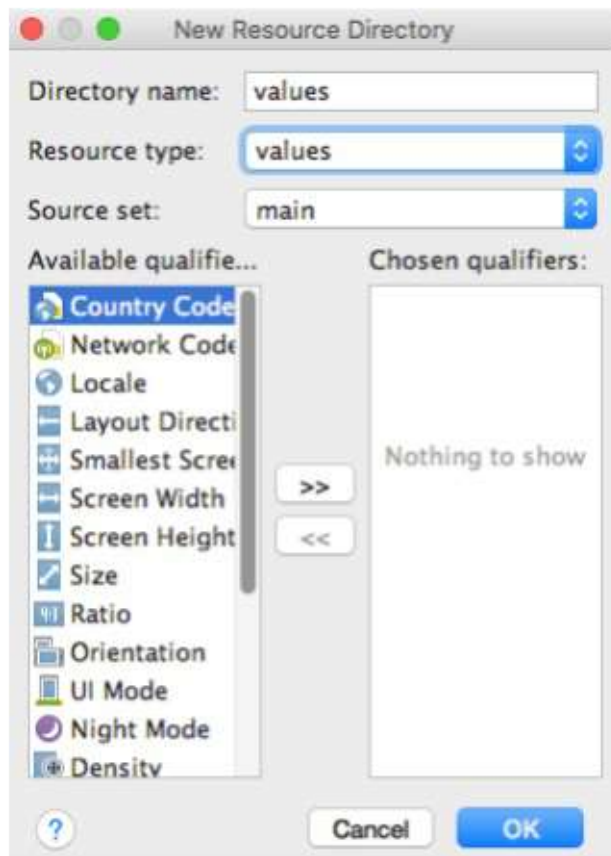 New Resource Directory
Directory name: values
Resource type: values
Source set: main
Available qualifie...
Chosen qualifiers:
Country Code
Network Code
Locale
Layout Directi
Smallest Scree
Screen Width
Screen Height
Size
Ratio
Orientation
UI Mode
Night Mode
Density
Nothing to show
>>
<<
?
Cancel
OK